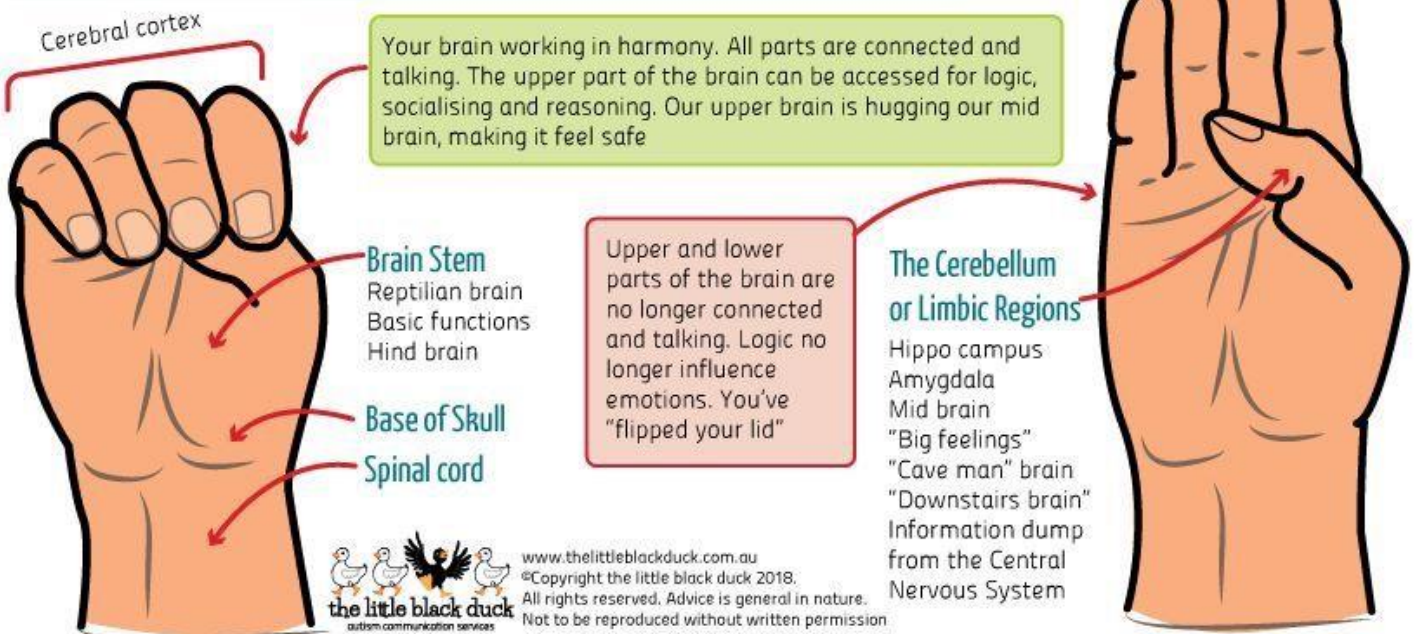 Cerebral cortex
Your brain working in harmony. All parts are connected and
talking. The upper part of the brain can be accessed for logic,
socialising and reasoning. Our upper brain is hugging our mid
brain, making it feel safe
Brain Stem
Reptilian brain
Basic functions
Hind brain
Base of Skull
Spinal cord
Upper and lower
parts of the brain are
no longer connected
and talking. Logic no
longer influence
emotions. You've
"flipped your lid"
The Cerebellum
or Limbic Regions
Hippo campus
Amygdala
Mid brain
"Big feelings"
"Cave man" brain
"Downstairs brain"
Information dump
from the Central
Nervous System
the little black duck
autism communication services
www.thelittleblackduck.com.au
©Copyright the little black duck 2018.
All rights reserved. Advice is general in nature.
Not to be reproduced without written permission